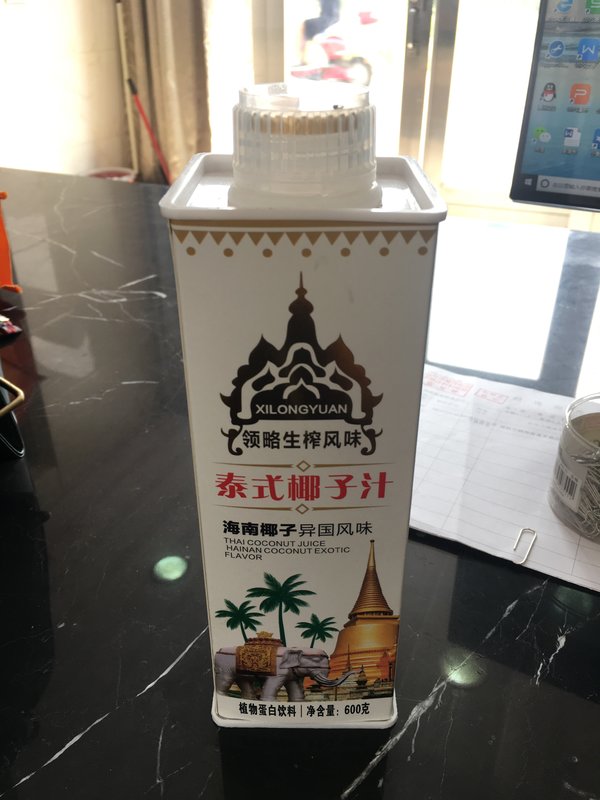 XILONGYUAN
领略生榨风味
泰式椰子汁
海南椰子异国风味
THAI COCONUT JUICE
HAINAN COCONUT EXOTIC
FLAVOR
植物蛋白饮料 | 净含量：600克